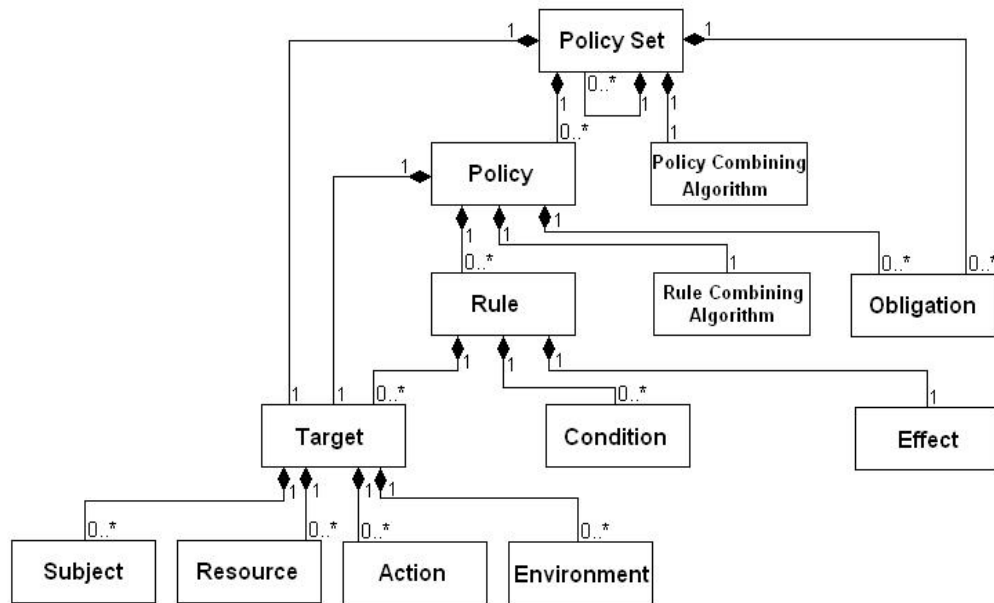 Policy Set
1
1
0..*
1
1
1
0..*
1
Policy
Policy Combining
Algorithm
1
1
1
1
0..*
1
0..*
0..*
Rule
Rule Combining
Algorithm
Obligation
1
1
1
1
1
0..*
0..*
1
Target
Condition
Effect
1
1
1
1
0..*
0..*
0..*
0..*
Subject
Resource
Action
Environment